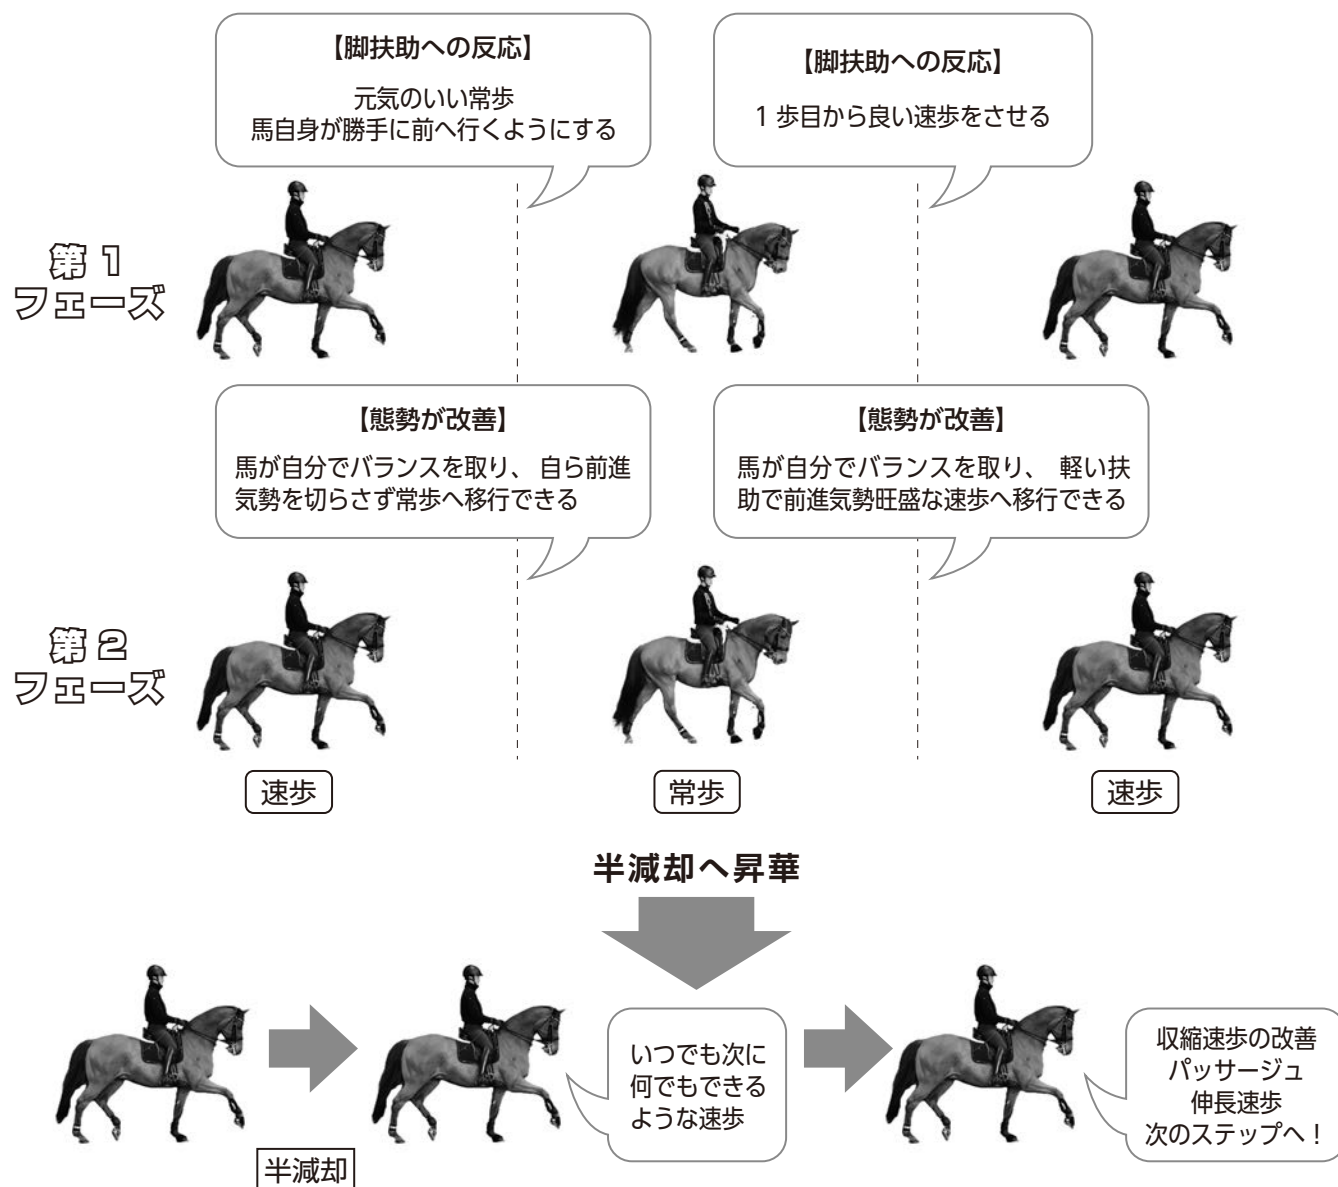 【脚扶助への反応】
元気のいい常歩
馬自身が勝手に前へ行くようにする
【脚扶助への反応】
1 歩目から良い速歩をさせる
第 1
フェーズ
【態勢が改善】
馬が自分でバランスを取り、 自ら前進
気勢を切らさず常歩へ移行できる
【態勢が改善】
馬が自分でバランスを取り、 軽い扶
助で前進気勢旺盛な速歩へ移行できる
第 2
フェーズ
速歩
常歩
速歩
半減却へ昇華
半減却
いつでも次に
何でもできる
ような速歩
収縮速歩の改善
パッサージュ
伸長速歩
次のステップへ！